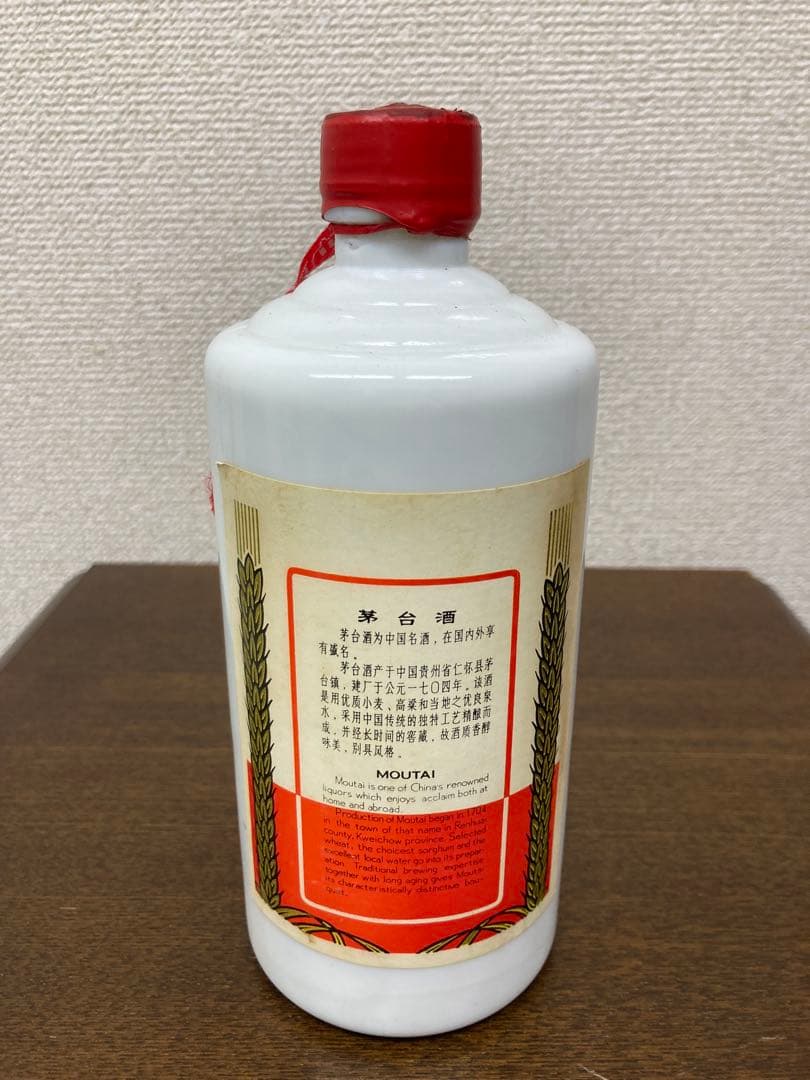 茅台酒
茅台酒为中国名酒，在国内外享
有盛名。
茅台酒产于中国贵州省仁怀县茅
台镇，建厂于公元一七〇四年。该酒
是用优质小麦、高粱和当地之优良泉
水，采用中国传统的独特工艺精酿而
成，并经长时间的窖藏，故酒质香醇
味美，别具风格。
MOUTAI
Moutai is one of China's renowned
liquors which enjoys acclaim both at
home and abroad.
Production of Moutai began in 1704
in the town of that name in Renhuai
county, Kweichow province. Selected
wheat, the choicest sorghum and the
excellent local water go into its prepar-
ation. Traditional brewing expertise
together with long aging gives Moutai
its characteristically distinctive bou-
quet.